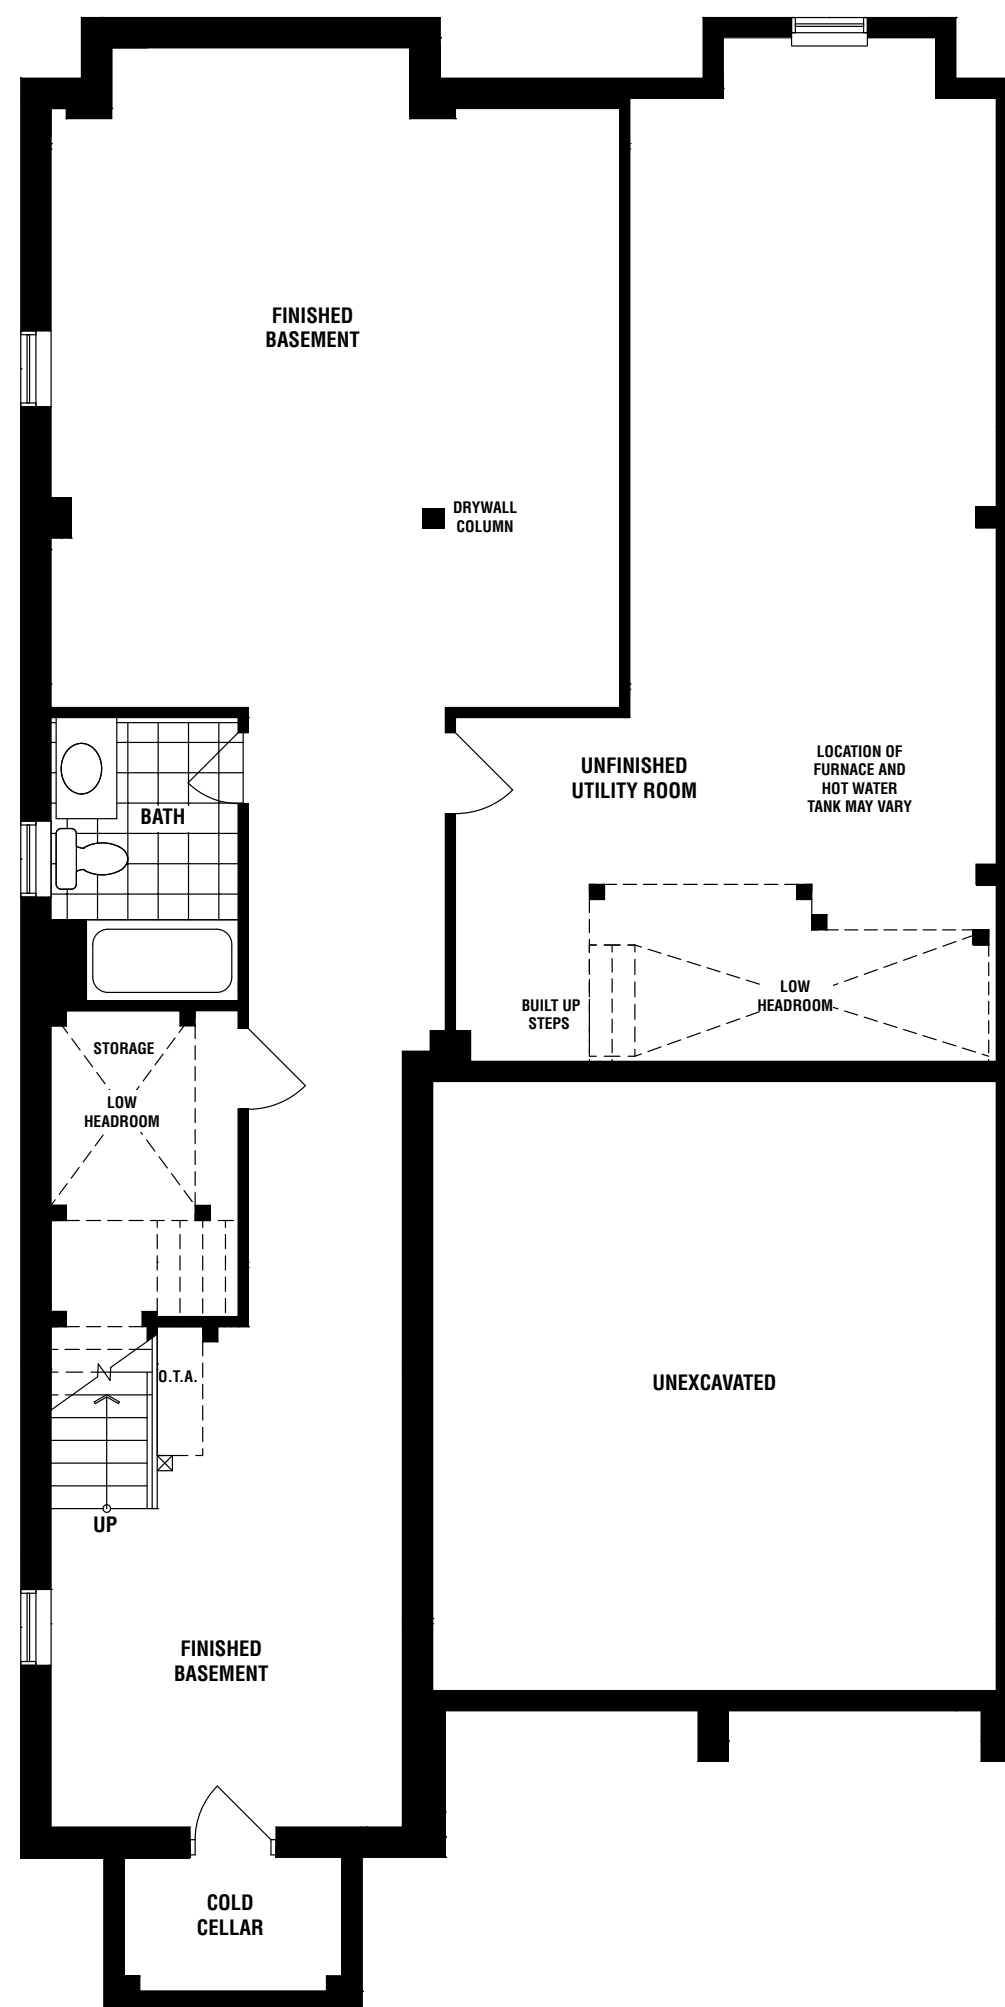 FINISHED
BASEMENT
DRYWALL
COLUMN
UNFINISHED
UTILITY ROOM
LOCATION OF
FURNACE AND
HOT WATER
TANK MAY VARY
BATH
LOW
HEADROOM
BUILT UP
STEPS
STORAGE
LOW
HEADROOM
O.T.A.
UNEXCAVATED
UP
FINISHED
BASEMENT
COLD
CELLAR